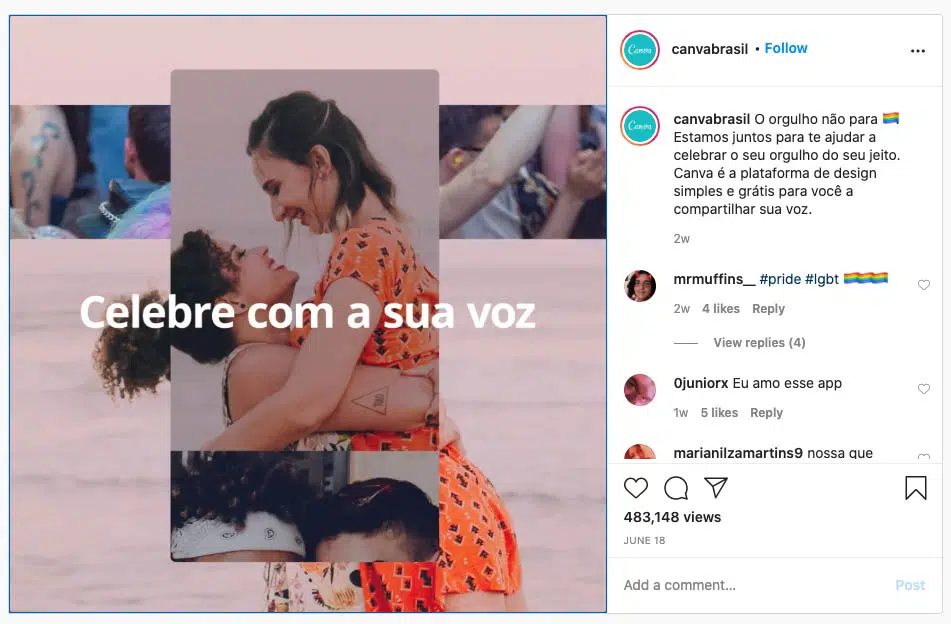 Celebre com a sua voz
Canva
canvabrasil • Follow
Canva
canvabrasil O orgulho não para 🏳️‍🌈
Estamos juntos para te ajudar a
celebrar o seu orgulho do seu jeito.
Canva é a plataforma de design
simples e grátis para você a
compartilhar sua voz.
2w
mrmuffins__ #pride #lgbt 🏳️‍🌈🏳️‍🌈🏳️‍🌈
2w 4 likes Reply
View replies (4)
0juniorx Eu amo esse app
1w 5 likes Reply
marianilzamartins9 nossa que
483,148 views
JUNE 18
Add a comment...
Post